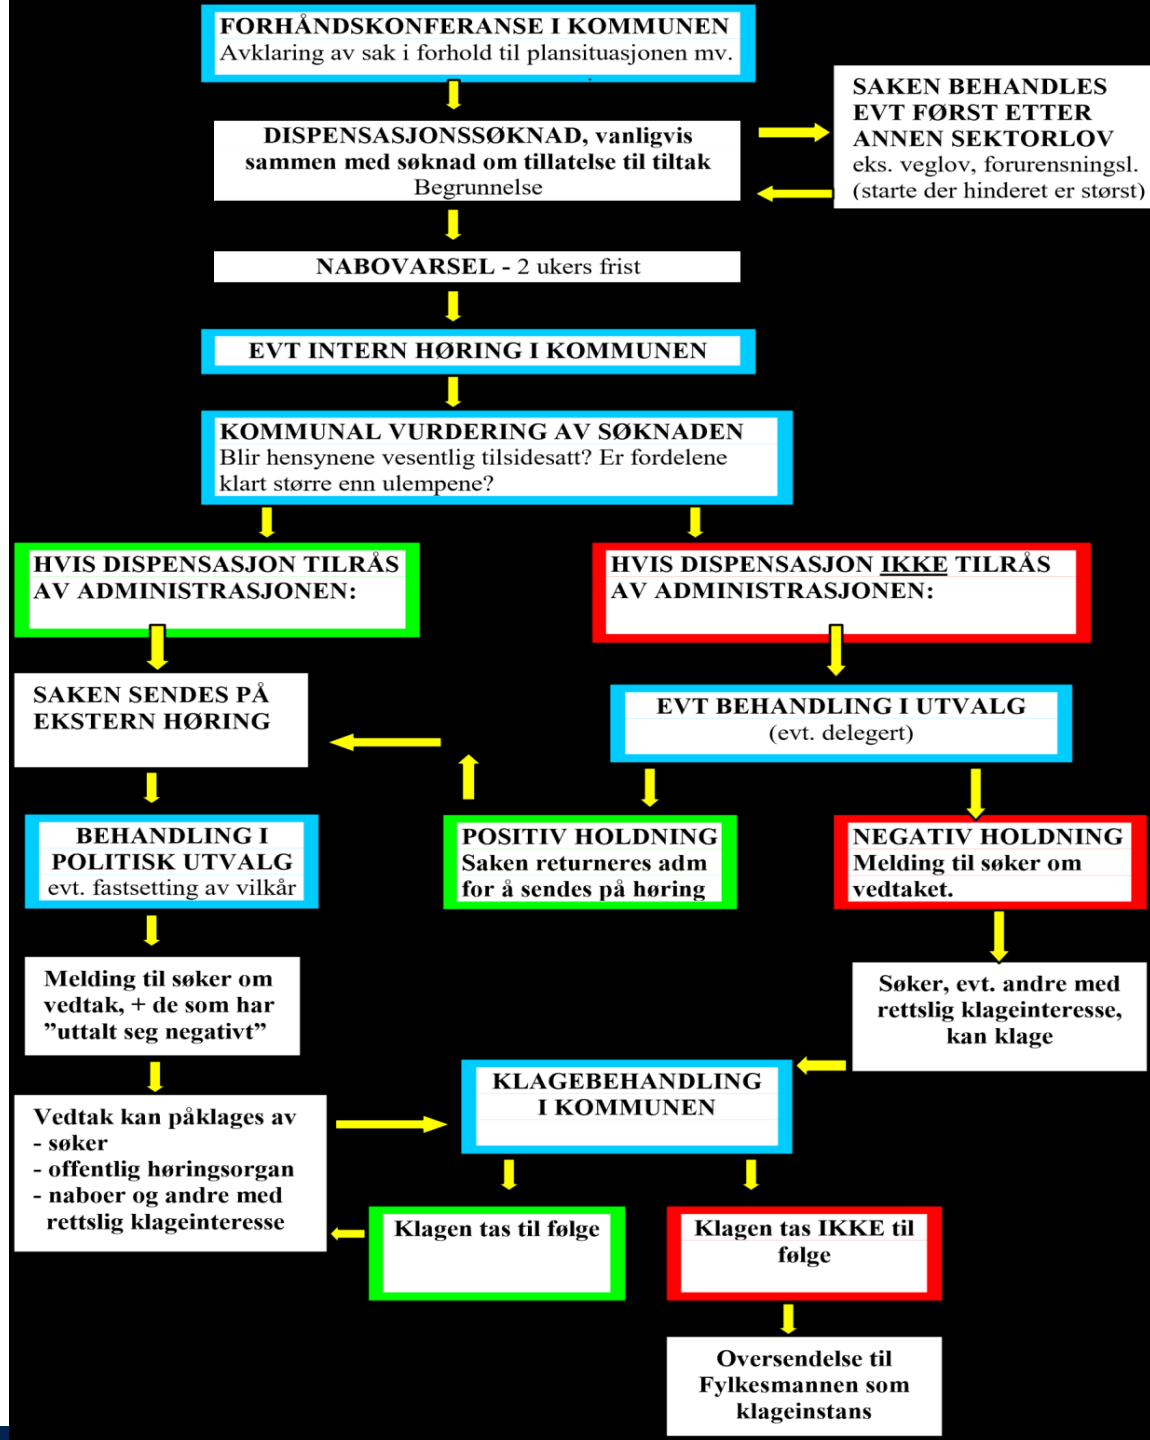 FORHÅNDSKONFERANSE I KOMMUNEN
Avklaring av sak i forhold til plansituasjonen mv.
SAKEN BEHANDLES
EVT FØRST ETTER
ANNEN SEKTORLOV
eks. veglov, forurensningsl.
(starte der hinderet er størst)
DISPENSASJONSSØKNAD, vanligvis
sammen med søknad om tillatelse til tiltak
Begrunnelse
NABOVARSEL - 2 ukers frist
EVT INTERN HØRING I KOMMUNEN
KOMMUNAL VURDERING AV SØKNADEN
Blir hensynene vesentlig tilsidesatt? Er fordelene
klart større enn ulempene?
HVIS DISPENSASJON TILRÅS
AV ADMINISTRASJONEN:
HVIS DISPENSASJON IKKE TILRÅS
AV ADMINISTRASJONEN:
SAKEN SENDES PÅ
EKSTERN HØRING
EVT BEHANDLING I UTVALG
(evt. delegert)
BEHANDLING I
POLITISK UTVALG
evt. fastsetting av vilkår
POSITIV HOLDNING
Saken returneres adm
for å sendes på høring
NEGATIV HOLDNING
Melding til søker om
vedtaket.
Melding til søker om
vedtak, + de som har
”uttalt seg negativt”
Søker, evt. andre med
rettslig klageinteresse,
kan klage
KLAGEBEHANDLING
I KOMMUNEN
Vedtak kan påklages av
- søker
- offentlig høringsorgan
- naboer og andre med
rettslig klageinteresse
Klagen tas til følge
Klagen tas IKKE til
følge
Oversendelse til
Fylkesmannen som
klageinstans